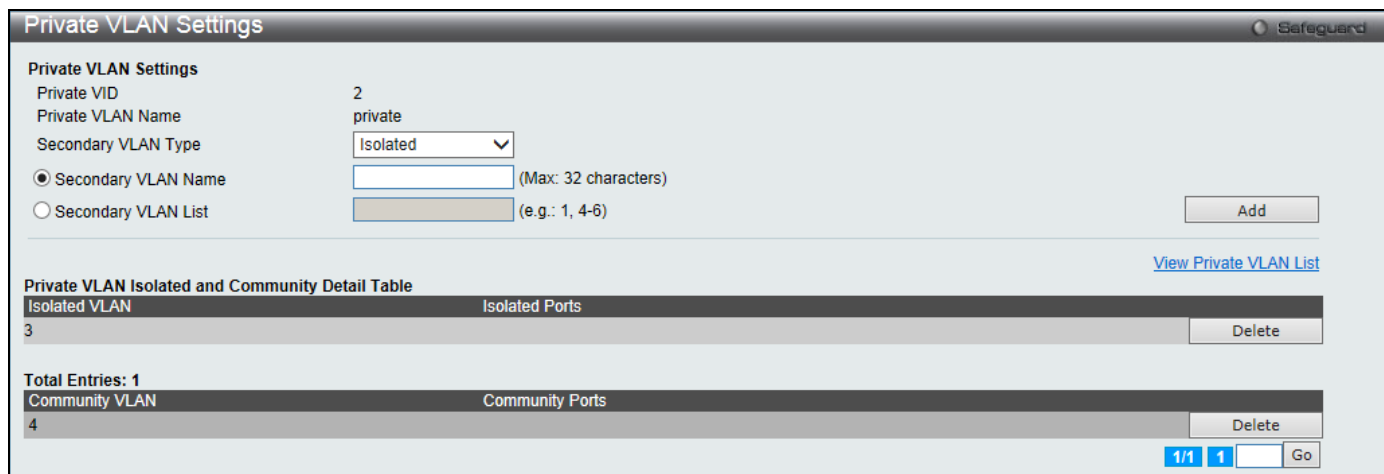 Private VLAN Settings
Safeguard
Private VLAN Settings
Private VID 2
Private VLAN Name private
Secondary VLAN Type Isolated
Secondary VLAN Name (Max: 32 characters)
Secondary VLAN List (e.g.: 1, 4-6) Add
View Private VLAN List
Private VLAN Isolated and Community Detail Table
Isolated VLAN Isolated Ports
3 Delete
Total Entries: 1
Community VLAN Community Ports
4 Delete
1/1 1 Go